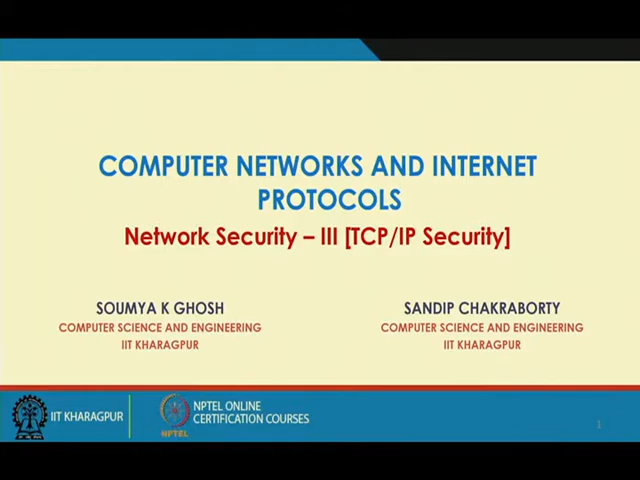 COMPUTER NETWORKS AND INTERNET
PROTOCOLS
Network Security – III [TCP/IP Security]
SOUMYA K GHOSH
COMPUTER SCIENCE AND ENGINEERING
IIT KHARAGPUR
SANDIP CHAKRABORTY
COMPUTER SCIENCE AND ENGINEERING
IIT KHARAGPUR
IIT KHARAGPUR
NPTEL
NPTEL ONLINE
CERTIFICATION COURSES
1